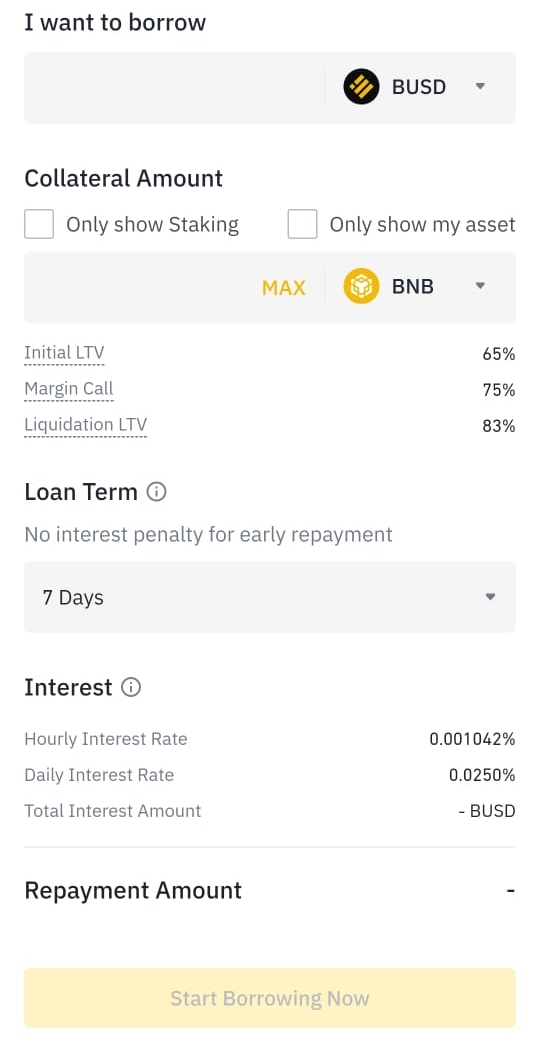 I want to borrow
BUSD
Collateral Amount
Only show Staking
Only show my asset
MAX
BNB
Initial LTV 65%
Margin Call 75%
Liquidation LTV 83%
Loan Term
No interest penalty for early repayment
7 Days
Interest
Hourly Interest Rate 0.001042%
Daily Interest Rate 0.0250%
Total Interest Amount - BUSD
Repayment Amount -
Start Borrowing Now